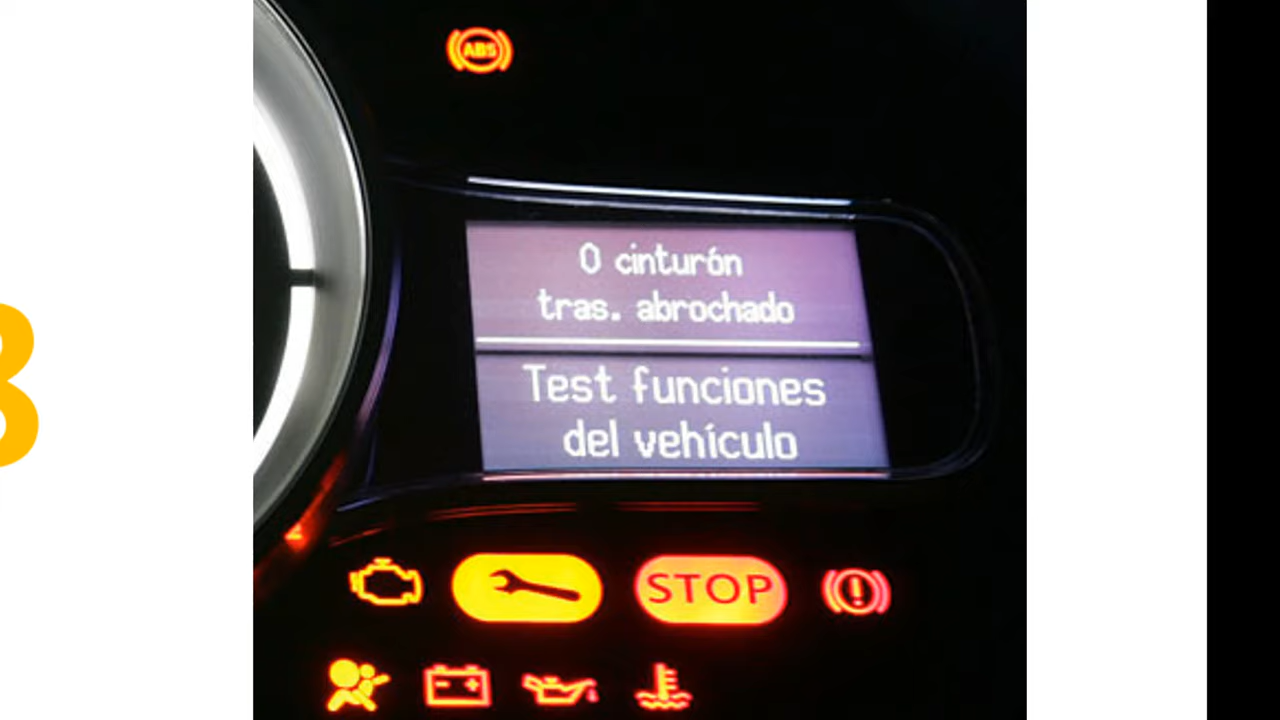 ABS
0 cinturón
tras. abrochado
Test funciones
del vehículo
STOP